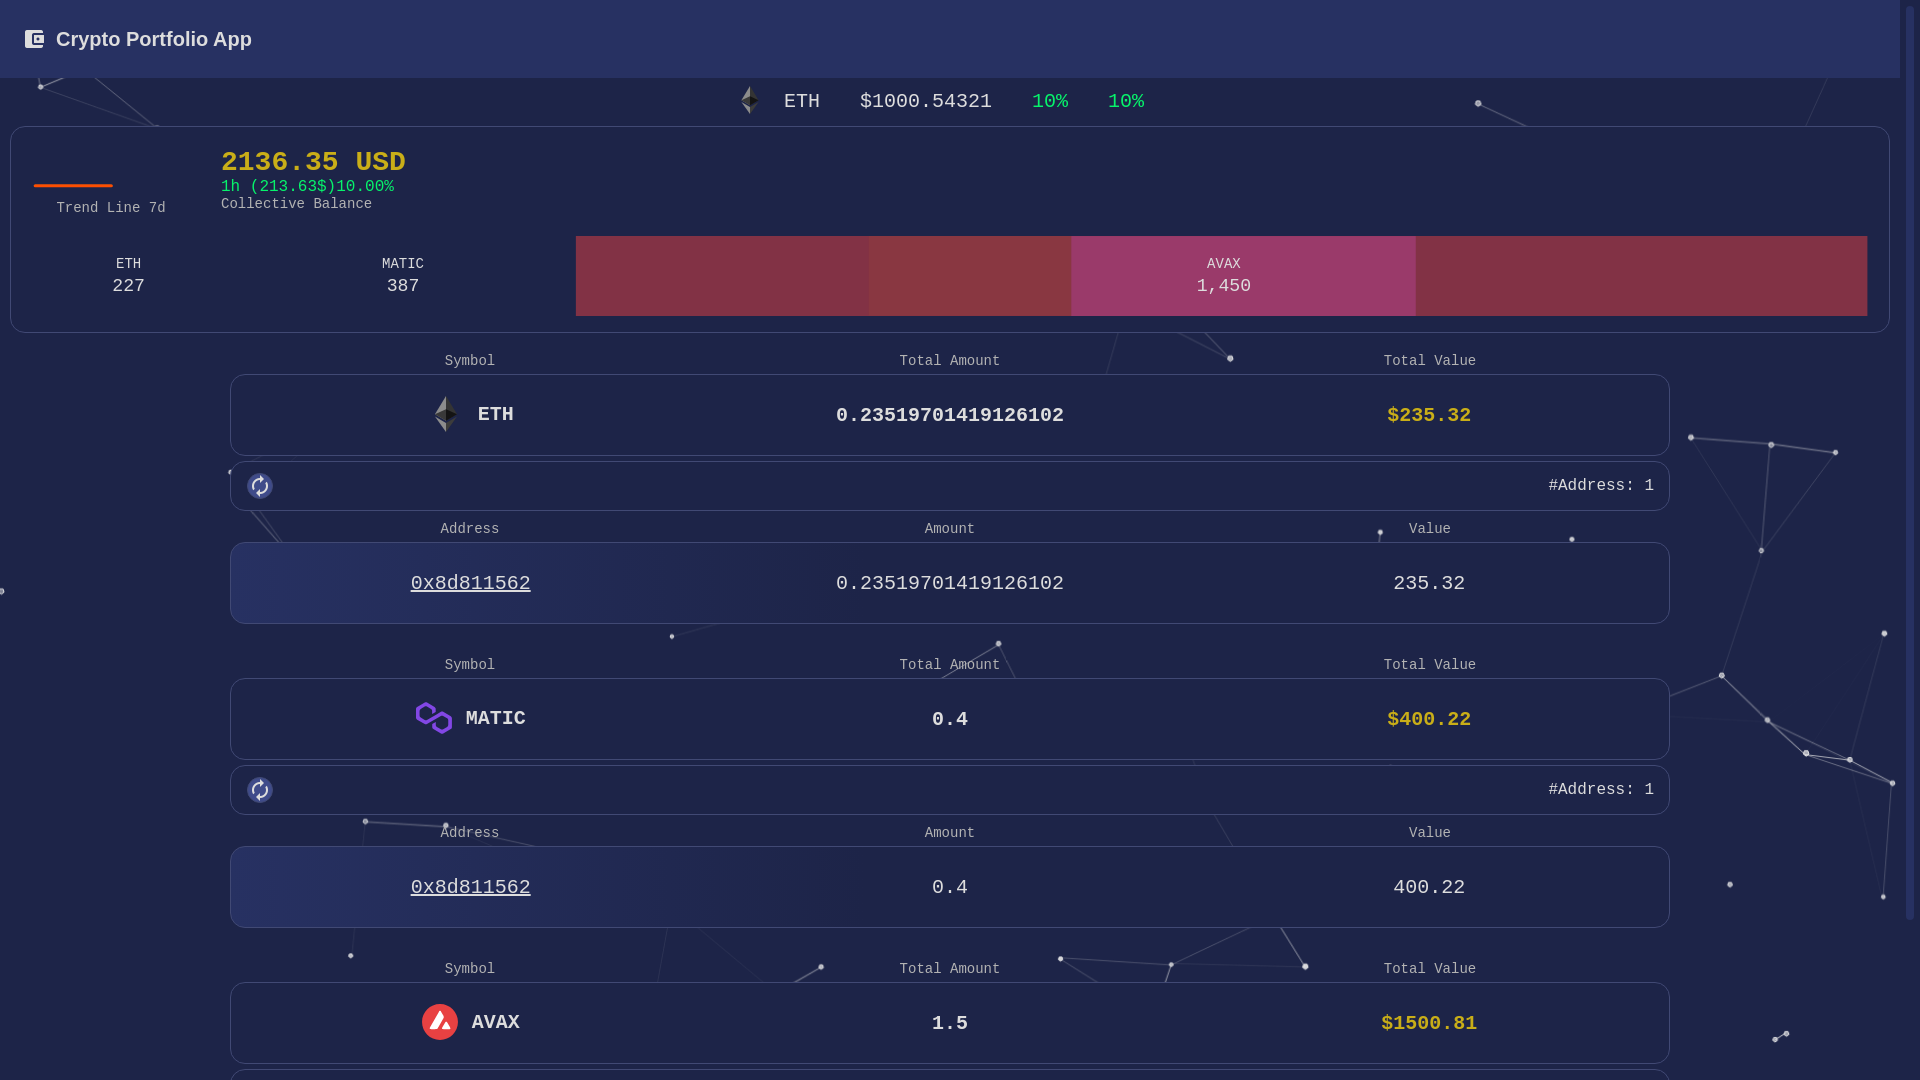 Crypto Portfolio App
ETH $1000.54321 10% 10%
2136.35 USD
1h (213.63$)10.00%
Collective Balance
Trend Line 7d
ETH MATIC AVAX
227 387 1,450
Symbol Total Amount Total Value
ETH 0.23519701419126102 $235.32
#Address: 1
Address Amount Value
0x8d811562 0.23519701419126102 235.32
Symbol Total Amount Total Value
MATIC 0.4 $400.22
#Address: 1
Address Amount Value
0x8d811562 0.4 400.22
Symbol Total Amount Total Value
AVAX 1.5 $1500.81